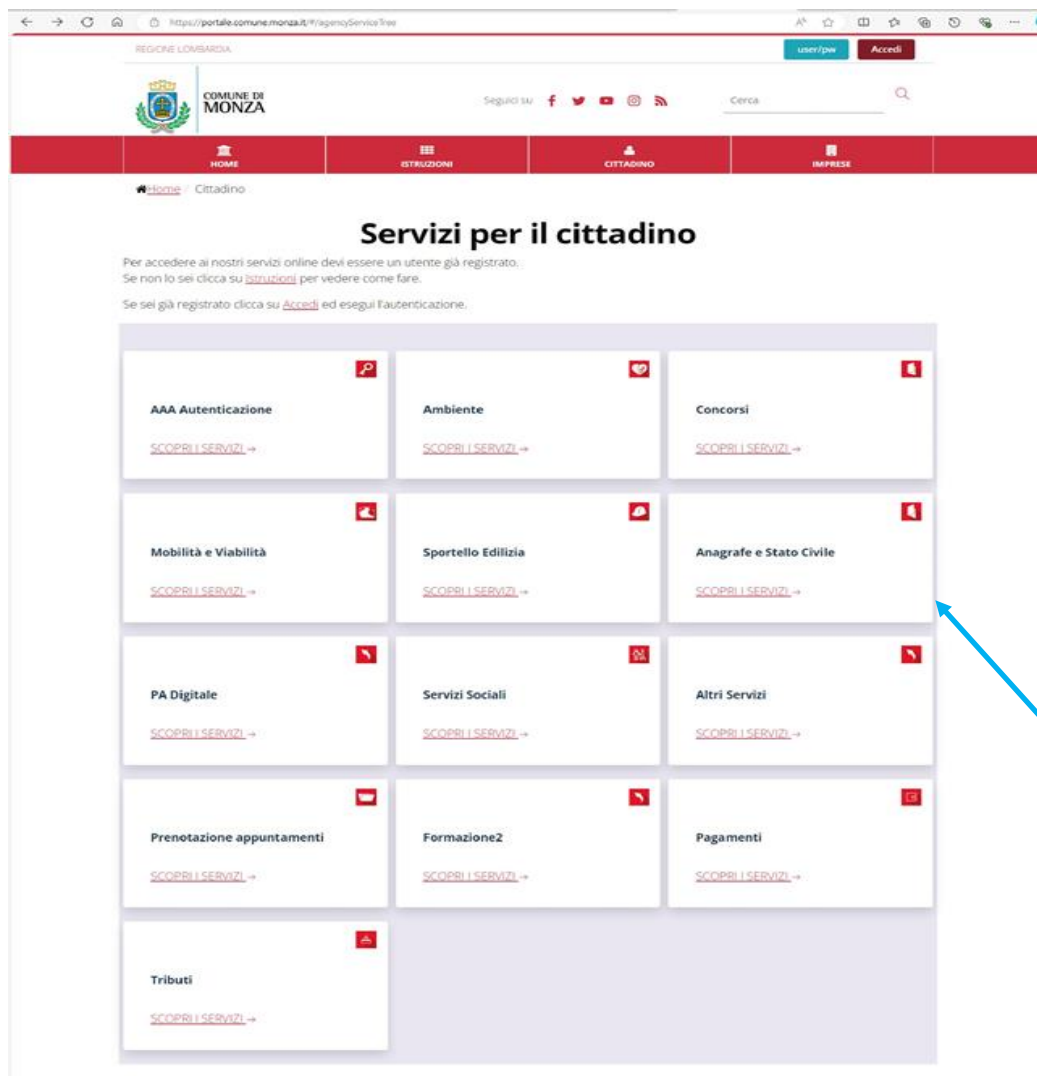 https://portale.comune.monza.it/#/agencyServiceTree
REGIONE LOMBARDIA
user/pw
Accedi
COMUNE DI
MONZA
Seguici su
Cerca
HOME
ISTRUZIONI
CITTADINO
IMPRESE
Home / Cittadino
Servizi per il cittadino
Per accedere ai nostri servizi online devi essere un utente già registrato.
Se non lo sei clicca su Istruzioni per vedere come fare.
Se sei già registrato clicca su Accedi ed esegui l'autenticazione.
AAA Autenticazione
SCOPRI I SERVIZI →
Ambiente
SCOPRI I SERVIZI →
Concorsi
SCOPRI I SERVIZI →
Mobilità e Viabilità
SCOPRI I SERVIZI →
Sportello Edilizia
SCOPRI I SERVIZI →
Anagrafe e Stato Civile
SCOPRI I SERVIZI →
PA Digitale
SCOPRI I SERVIZI →
Servizi Sociali
SCOPRI I SERVIZI →
Altri Servizi
SCOPRI I SERVIZI →
Prenotazione appuntamenti
SCOPRI I SERVIZI →
Formazione2
SCOPRI I SERVIZI →
Pagamenti
SCOPRI I SERVIZI →
Tributi
SCOPRI I SERVIZI →